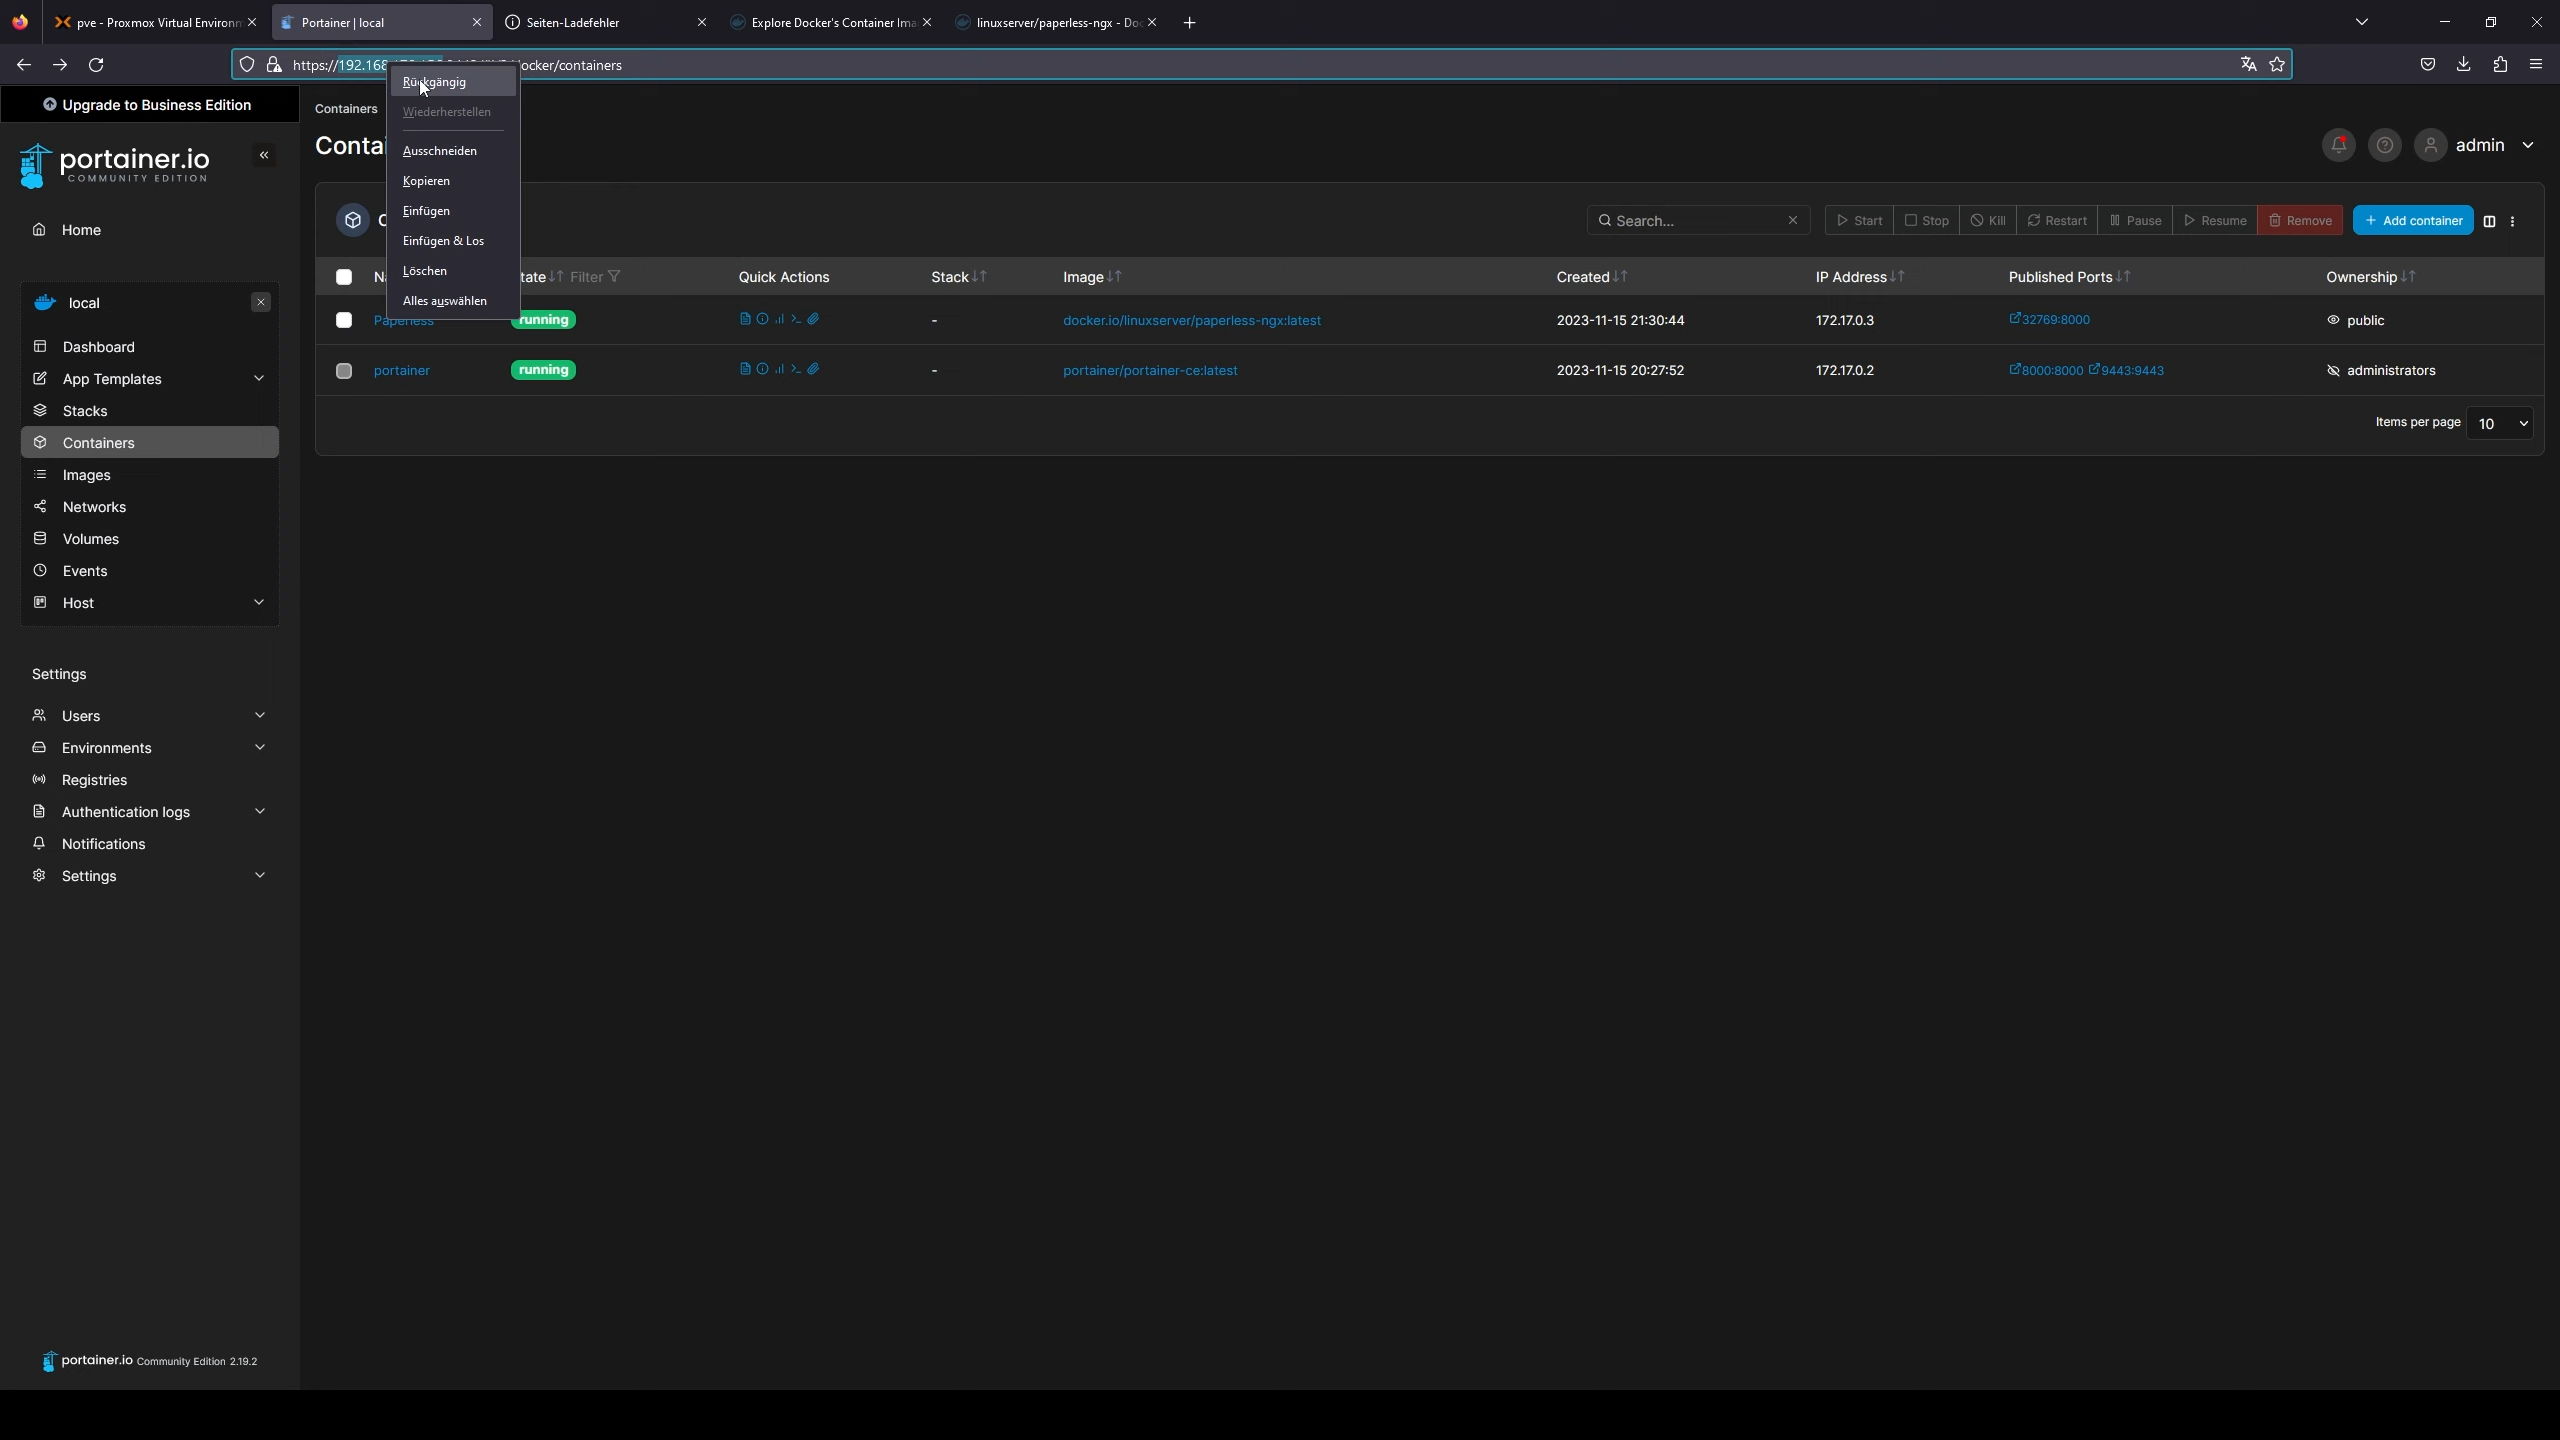 pve - Proxmox Virtual Environm
Portainer | local
Seiten-Ladefehler
Explore Docker's Container Ima
linuxserver/paperless-ngx - Doc
https://192.168
ocker/containers
Rückgängig
Wiederherstellen
Ausschneiden
Kopieren
Einfügen
Einfügen & Los
Löschen
Alles auswählen
Upgrade to Business Edition
portainer.io
COMMUNITY EDITION
Home
local
Dashboard
App Templates
Stacks
Containers
Images
Networks
Volumes
Events
Host
Settings
Users
Environments
Registries
Authentication logs
Notifications
Settings
portainer.io Community Edition 2.19.2
Containers
Contai
admin
C
Search...
Start Stop Kill Restart Pause Resume Remove Add container
Na tate Filter Quick Actions Stack Image Created IP Address Published Ports Ownership
Paperless running - docker.io/linuxserver/paperless-ngx:latest 2023-11-15 21:30:44 172.17.0.3 32769:8000 public
portainer running - portainer/portainer-ce:latest 2023-11-15 20:27:52 172.17.0.2 8000:8000 9443:9443 administrators
Items per page 10